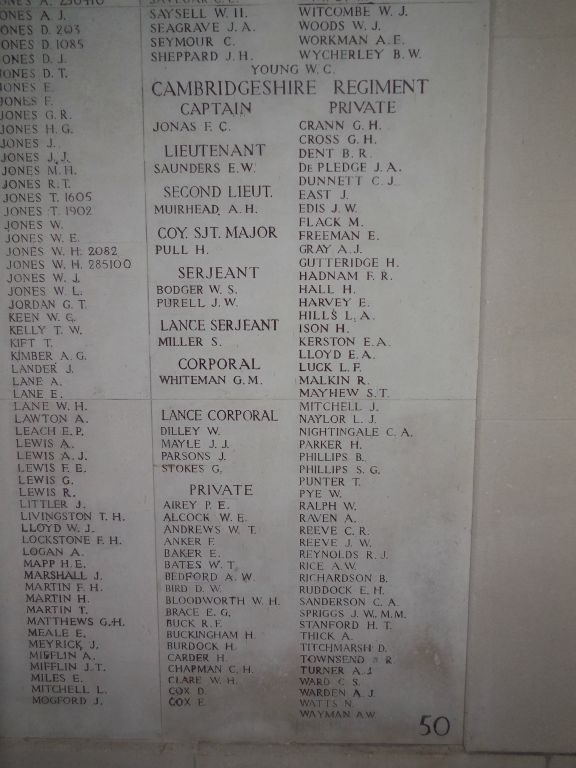 JONES A. J.
JONES D. 203
JONES D. 1085
JONES D. J.
JONES D. T.
JONES E.
JONES F.
JONES G. R.
JONES H. G.
JONES J.
JONES J. J.
JONES M. H.
JONES R. T.
JONES T. 1605
JONES T. 1902
JONES W.
JONES W. E.
JONES W. H. 2082
JONES W. H. 285100
JONES W. J.
JONES W. L.
JORDAN G. T.
KEEN W. G.
KELLY T. W.
KIFT T.
KIMBER A. G.
LANDER J.
LANE A.
LANE E.
LANE W. H.
LAWTON A.
LEACH E. P.
LEWIS A.
LEWIS A. J.
LEWIS F. E.
LEWIS G.
LEWIS R.
LITTLER J.
LIVINGSTON T. H.
LLOYD W. J.
LOCKSTONE F. H.
LOGAN A.
MAPP H. E.
MARSHALL J.
MARTIN F. H.
MARTIN H.
MARTIN T.
MATTHEWS G. H.
MEALE E.
MEYRICK J.
MIFFLIN A.
MIFFLIN J. T.
MILES E.
MITCHELL L.
MOGFORD J.
SAYSELL W. H.
SEAGRAVE J. A.
SEYMOUR C.
SHEPPARD J. H.
WITCOMBE W. J.
WOODS W. J.
WORKMAN A. E.
WYCHERLEY B. W.
YOUNG W. C.
CAMBRIDGESHIRE REGIMENT
CAPTAIN
JONAS F. C.
LIEUTENANT
SAUNDERS E. W.
SECOND LIEUT.
MUIRHEAD A. H.
COY. SJT. MAJOR
PULL H.
SERJEANT
BODGER W. S.
PURELL J. W.
LANCE SERJEANT
MILLER S.
CORPORAL
WHITEMAN G. M.
LANCE CORPORAL
DILLEY W.
MAYLE J. J.
PARSONS J.
STOKES G.
PRIVATE
AIREY P. E.
ALCOCK W. E.
ANDREWS W. T.
ANKER F.
BAKER E.
BATES W. T.
BEDFORD A. W.
BIRD D. W.
BLOODWORTH W. H.
BRACE E. G.
BUCK R. F.
BUCKINGHAM H.
BURDOCK H.
CARDER H.
CHAPMAN C. H.
CLARE W. H.
COX D.
COX E.
PRIVATE
CRANN G. H.
CROSS G. H.
DENT B. R.
DE PLEDGE J. A.
DUNNETT C. J.
EAST J.
EDIS J. W.
FLACK M.
FREEMAN E.
GRAY A. J.
GUTTERIDGE H.
HADNAM F. R.
HALL H.
HARVEY E.
HILLS L. A.
ISON H.
KERSTON E. A.
LLOYD E. A.
LUCK L. F.
MALKIN R.
MAYHEW S. T.
MITCHELL J.
NAYLOR L. J.
NIGHTINGALE C. A.
PARKER H.
PHILLIPS B.
PHILLIPS S. G.
PUNTER T.
PYE W.
RALPH W.
RAVEN A.
REEVE C. R.
REEVE J. W.
REYNOLDS R. J.
RICE A. W.
RICHARDSON B.
RUDDOCK E. H.
SANDERSON C. A.
SPRIGGS J. W., M.M.
STANFORD H. T.
THICK A.
TITCHMARSH D.
TOWNSEND R.
TURNER A. J.
WARD C. S.
WARDEN A. J.
WATTS N.
WAYMAN A. W.
50